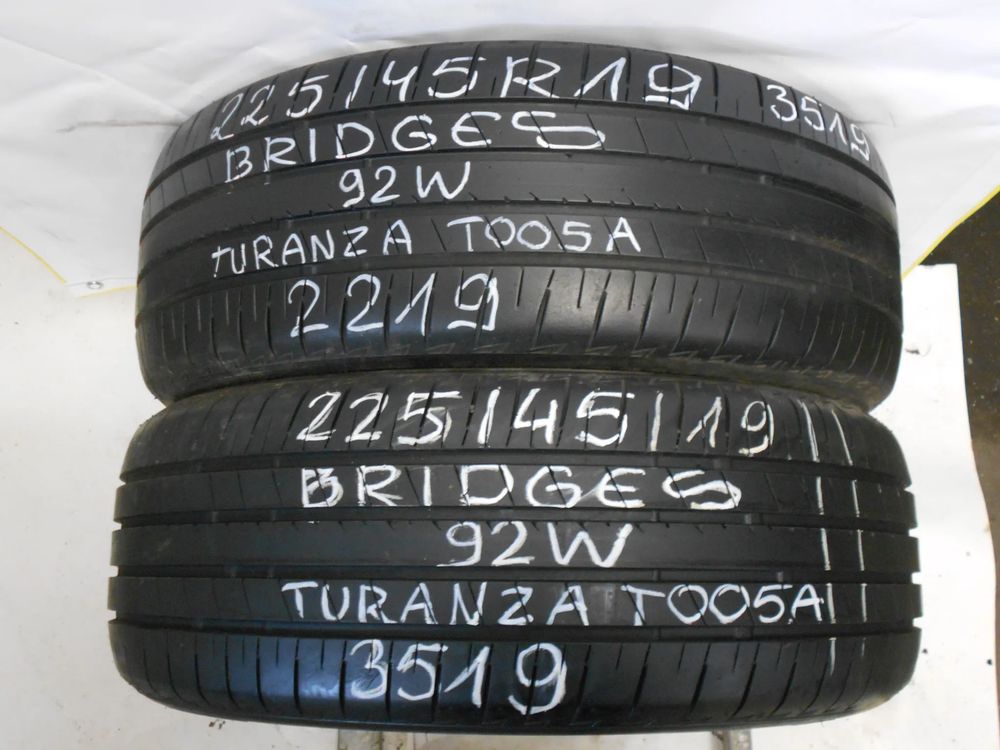 225/45R19 3519
BRIDGES
92W
TURANZA T005A
2219
225/45/19
BRIDGES
92W
TURANZA T005A
3519